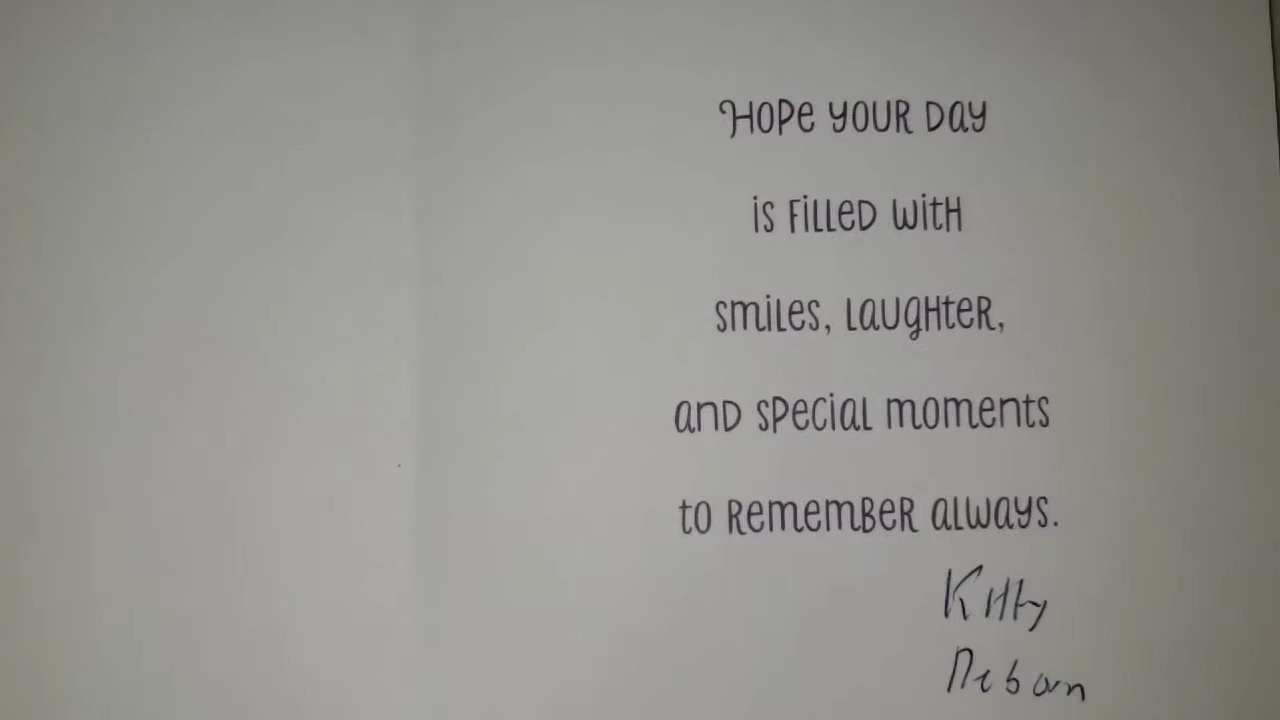 Hope your day
is filled with
smiles, laughter,
and special moments
to remember always.
Kitty